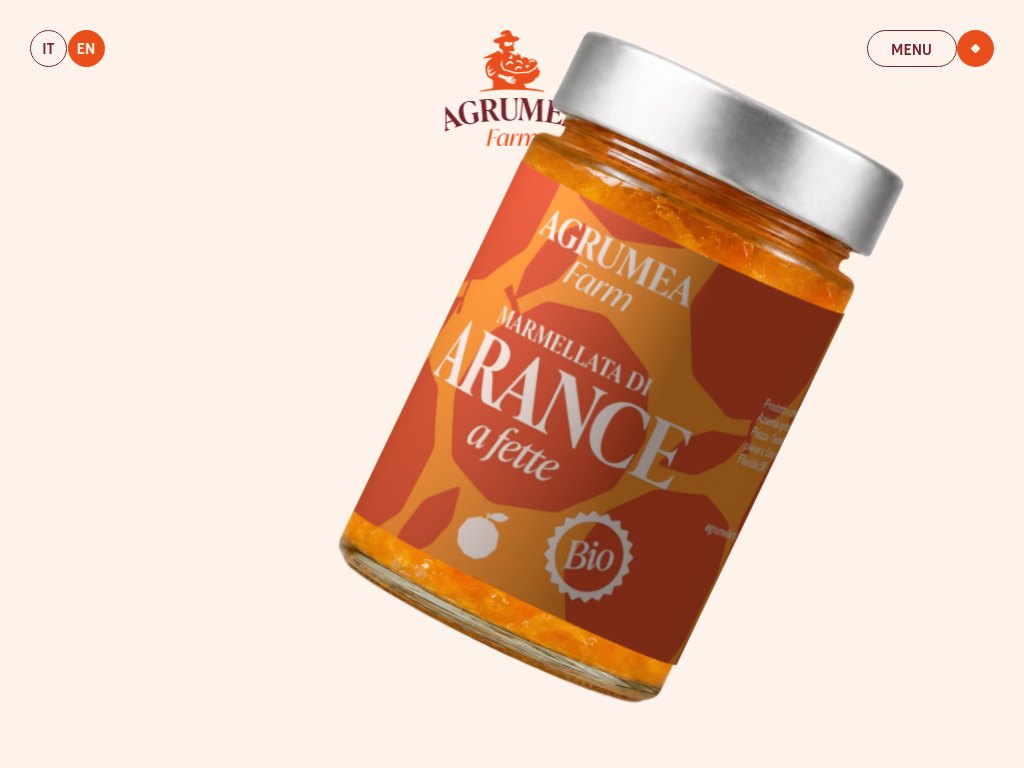 IT EN
MENU
AGRUMEA
Farm
AGRUMEA
Farm
MARMELLATA DI
ARANCE
a fette
Bio